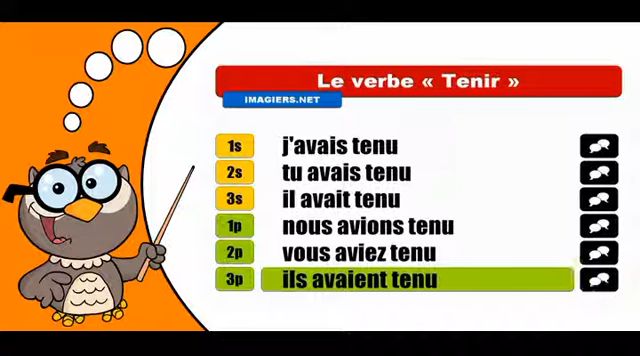 Le verbe « Tenir »
IMAGIERS.NET
1s j'avais tenu
2s tu avais tenu
3s il avait tenu
1p nous avions tenu
2p vous aviez tenu
3p ils avaient tenu